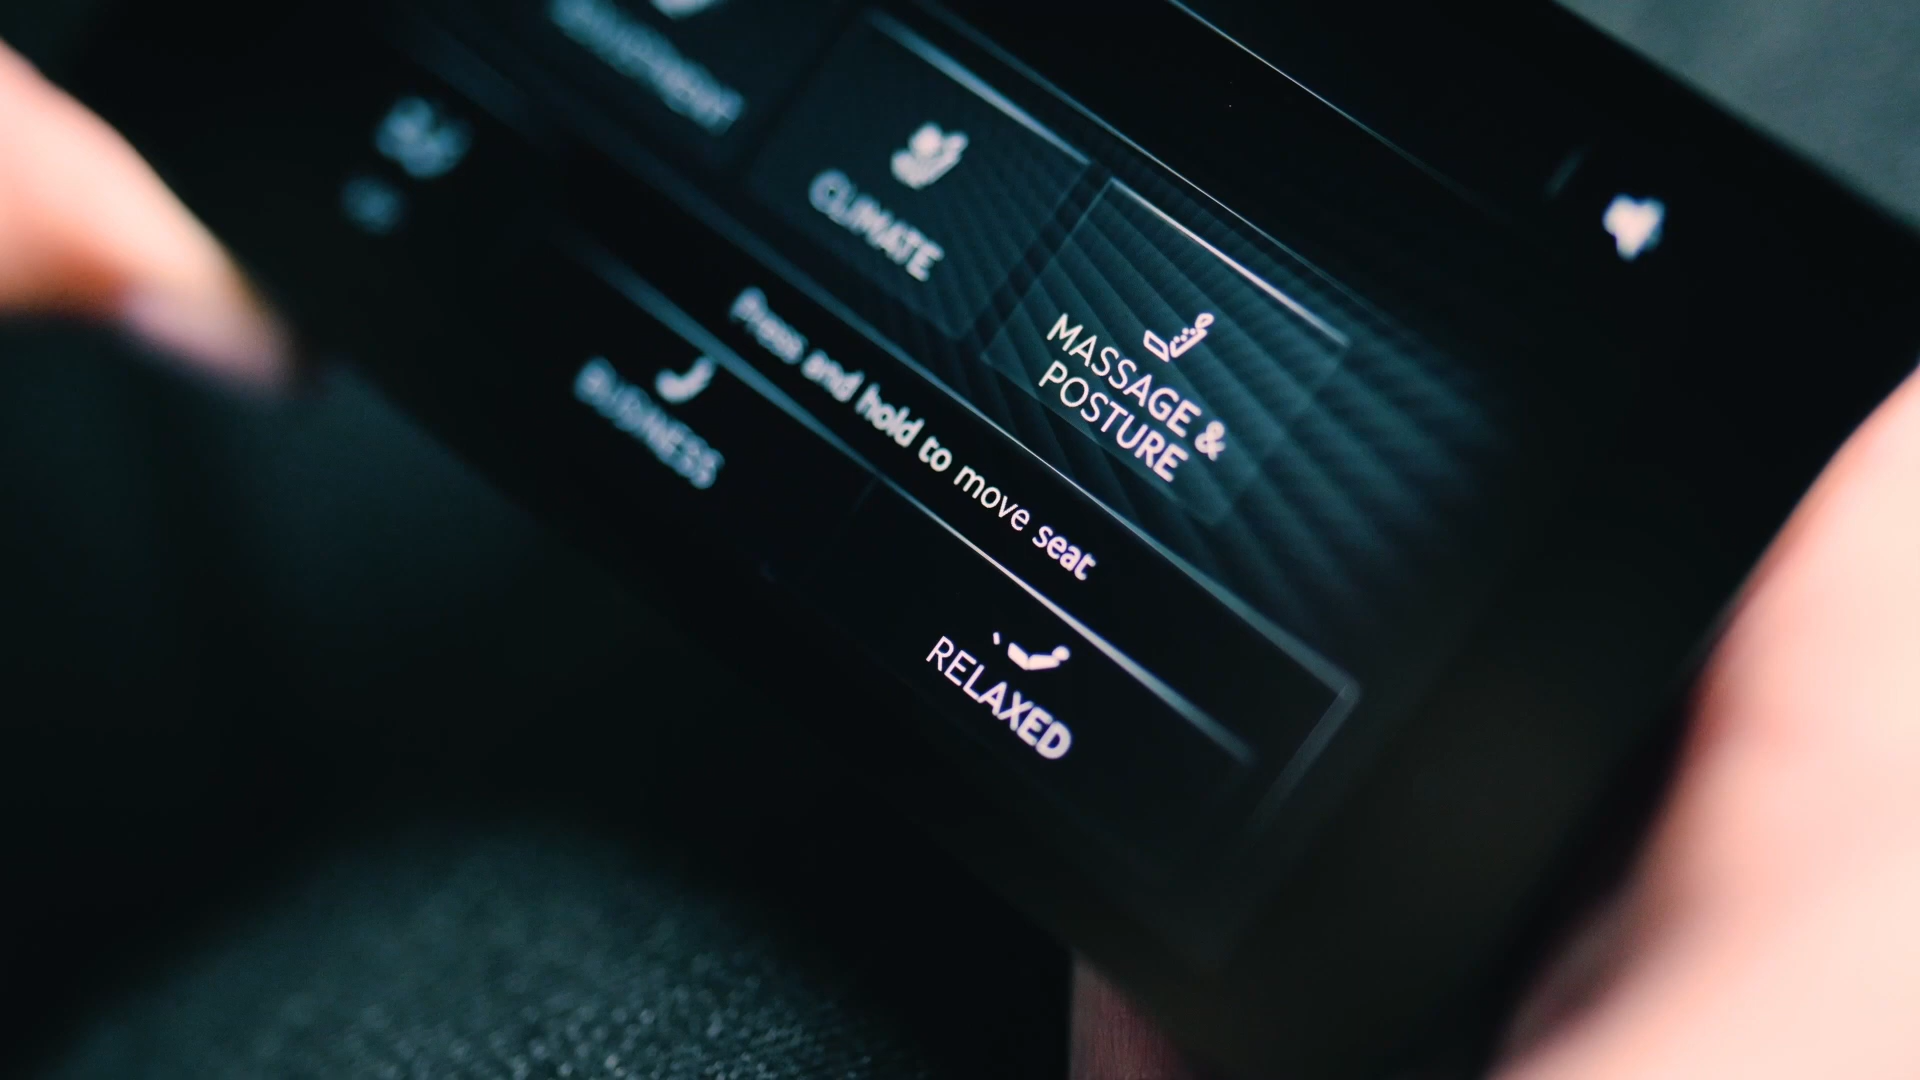 CLIMATE
MASSAGE &
POSTURE
Press and hold to move seat
BUSINESS
RELAXED